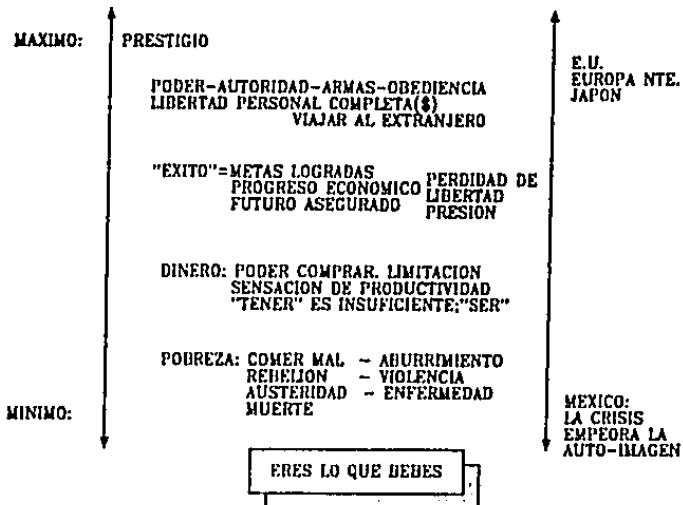 MAXIMO: PRESTIGIO
E.U.
EUROPA NTE.
JAPON
PODER-AUTORIDAD-ARMAS-OBEDIENCIA
LIBERTAD PERSONAL COMPLETA($)
VIAJAR AL EXTRANJERO
"EXITO"=METAS LOGRADAS
PROGRESO ECONOMICO
FUTURO ASEGURADO
PERDIDAD DE
LIBERTAD
PRESION
DINERO: PODER COMPRAR. LIMITACION
SENSACION DE PRODUCTIVIDAD
"TENER" ES INSUFICIENTE;"SER"
POBREZA: COMER MAL - ABURRIMIENTO
REBELION - VIOLENCIA
AUSTERIDAD - ENFERMEDAD
MUERTE
MINIMO:
MEXICO:
LA CRISIS
EMPEORA LA
AUTO-IMAGEN
ERES LO QUE BEBES